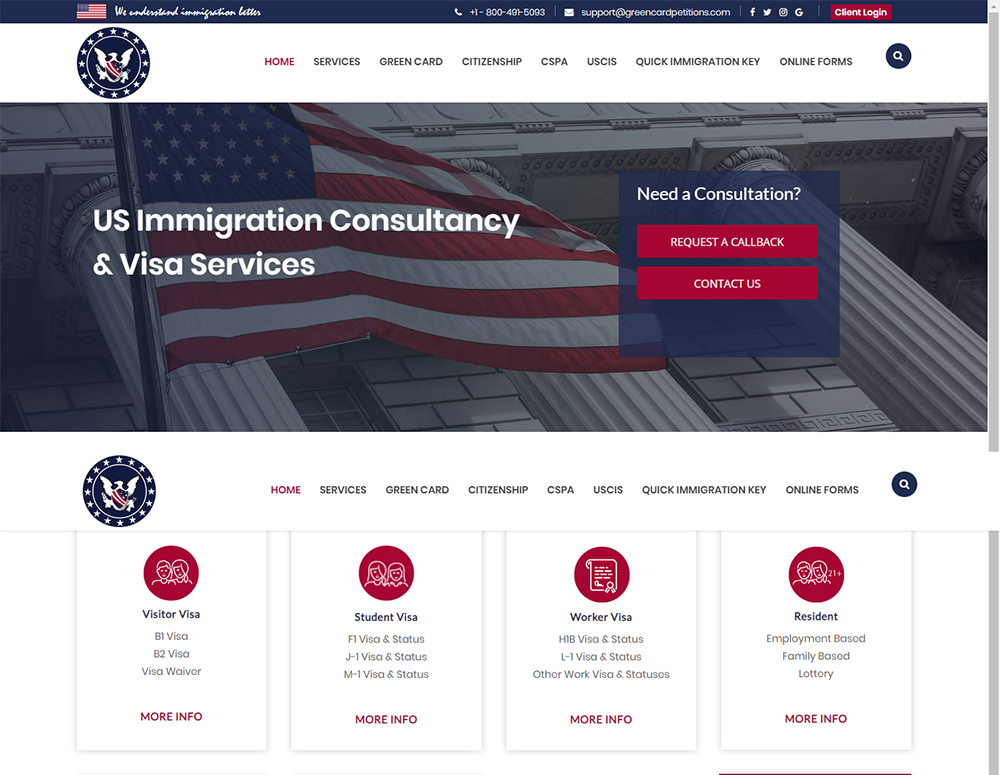 We understand immigration letter
+1 - 800-491-5093
support@greencardpetitions.com
Client Login
HOME SERVICES GREEN CARD CITIZENSHIP CSPA USCIS QUICK IMMIGRATION KEY ONLINE FORMS
US Immigration Consultancy
& Visa Services
Need a Consultation?
REQUEST A CALLBACK
CONTACT US
HOME SERVICES GREEN CARD CITIZENSHIP CSPA USCIS QUICK IMMIGRATION KEY ONLINE FORMS
Visitor Visa
B1 Visa
B2 Visa
Visa Waiver
MORE INFO
Student Visa
F1 Visa & Status
J-1 Visa & Status
M-1 Visa & Status
MORE INFO
Worker Visa
H1B Visa & Status
L-1 Visa & Status
Other Work Visa & Statuses
MORE INFO
21+
Resident
Employment Based
Family Based
Lottery
MORE INFO